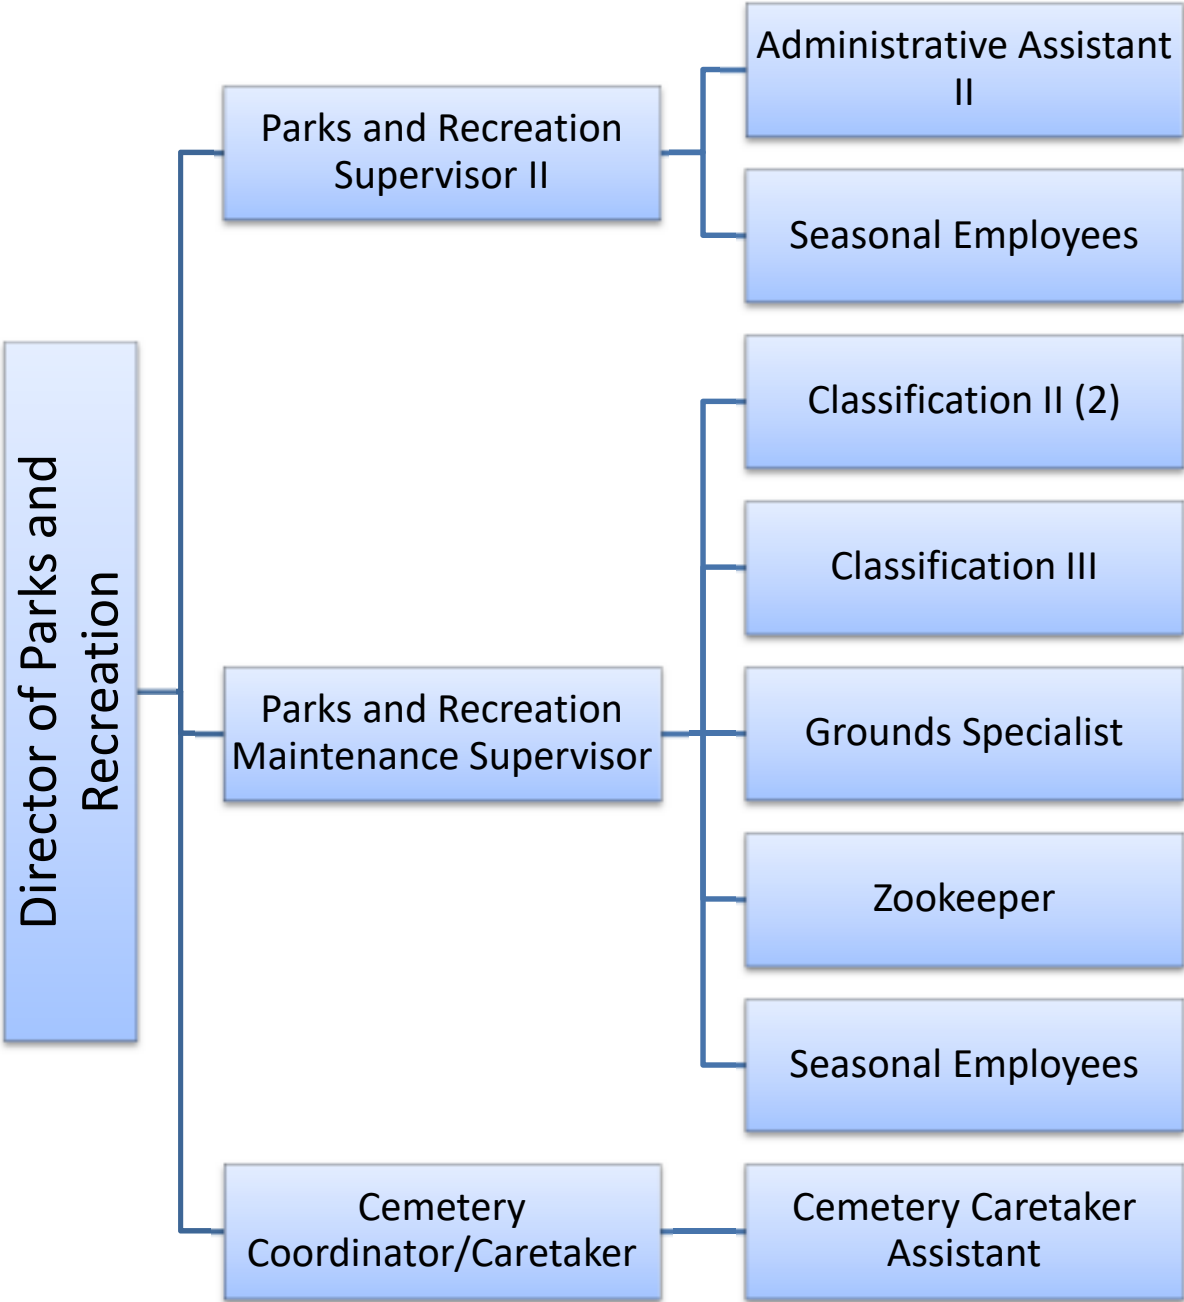 Director of Parks and
Recreation
Parks and Recreation
Supervisor II
Administrative Assistant
II
Seasonal Employees
Parks and Recreation
Maintenance Supervisor
Classification II (2)
Classification III
Grounds Specialist
Zookeeper
Seasonal Employees
Cemetery
Coordinator/Caretaker
Cemetery Caretaker
Assistant